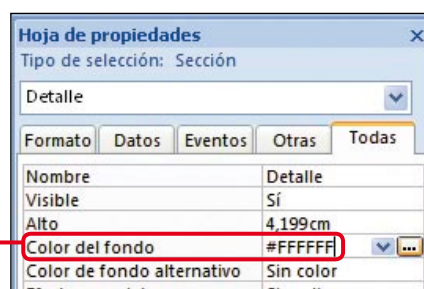 Hoja de propiedades
Tipo de selección: Sección
Detalle
Formato Datos Eventos Otras Todas
Nombre Detalle
Visible Sí
Alto 4,199cm
Color del fondo #FFFFFF
Color de fondo alternativo Sin color